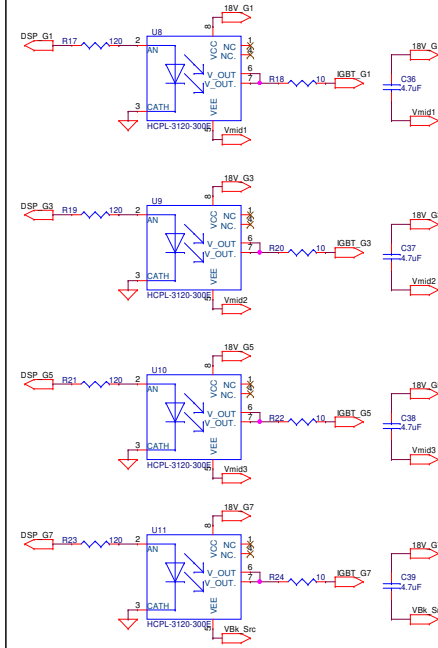 18V_G1
DSP_G1 R17 120 2 U8 8 18V_G
AN VCC NC 1
NC. 4
V_OUT 6
V_OUT. 7 R18 10 IGBT_G1 C36
4.7uF
3 CATH VEE
HCPL-3120-300E 5 Vmid1 Vmid1
18V_G3
DSP_G3 R19 120 2 U9 8 18V_G
AN VCC NC 1
NC. 4
V_OUT 6
V_OUT. 7 R20 10 IGBT_G3 C37
4.7uF
3 CATH VEE
HCPL-3120-300E 5 Vmid2 Vmid2
18V_G5
DSP_G5 R21 120 2 U10 8 18V_G
AN VCC NC 1
NC. 4
V_OUT 6
V_OUT. 7 R22 10 IGBT_G5 C38
4.7uF
3 CATH VEE
HCPL-3120-300E 5 Vmid3 Vmid3
18V_G7
DSP_G7 R23 120 2 U11 8 18V_G
AN VCC NC 1
NC. 4
V_OUT 6
V_OUT. 7 R24 10 IGBT_G7 C39
4.7uF
3 CATH VEE
HCPL-3120-300E 5 VBk_Src VBk_Src